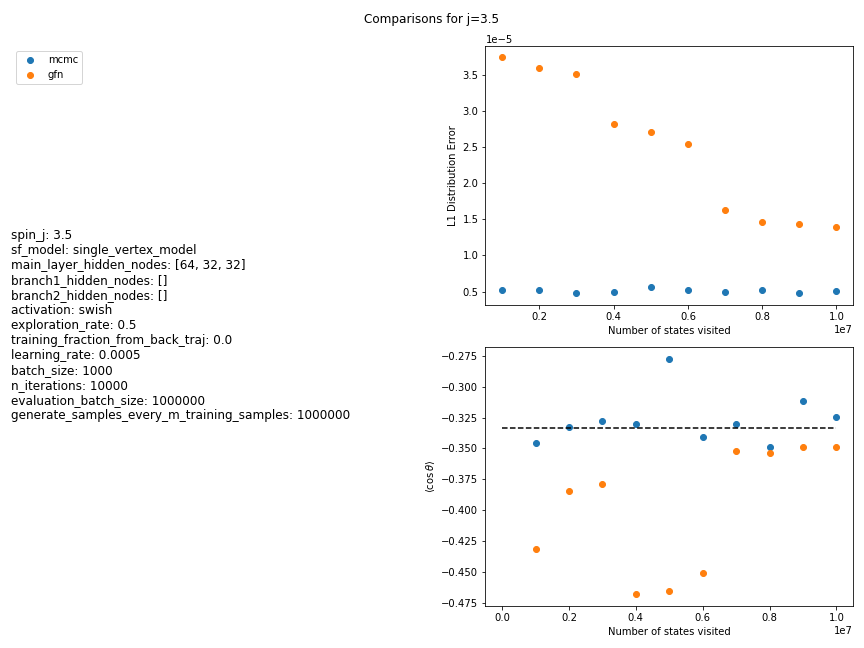 Comparisons for j=3.5
mcmc
gfn
spin_j: 3.5
sf_model: single_vertex_model
main_layer_hidden_nodes: [64, 32, 32]
branch1_hidden_nodes: []
branch2_hidden_nodes: []
activation: swish
exploration_rate: 0.5
training_fraction_from_back_traj: 0.0
learning_rate: 0.0005
batch_size: 1000
n_iterations: 10000
evaluation_batch_size: 1000000
generate_samples_every_m_training_samples: 1000000
1e−5
3.5
3.0
2.5
2.0
1.5
1.0
0.5
L1 Distribution Error
0.2 0.4 0.6 0.8 1.0
1e7
Number of states visited
−0.275
−0.300
−0.325
−0.350
−0.375
−0.400
−0.425
−0.450
−0.475
⟨cos θ⟩
0.0 0.2 0.4 0.6 0.8 1.0
1e7
Number of states visited